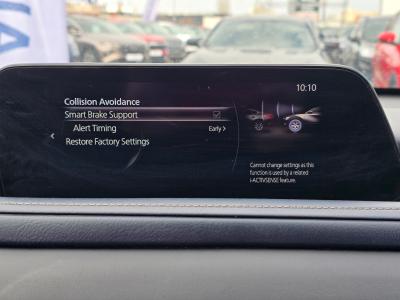 10:10
Collision Avoidance
Smart Brake Support
Alert Timing Early
Restore Factory Settings
Cannot change settings as this
function is used by a related
i-ACTIVSENSE feature.